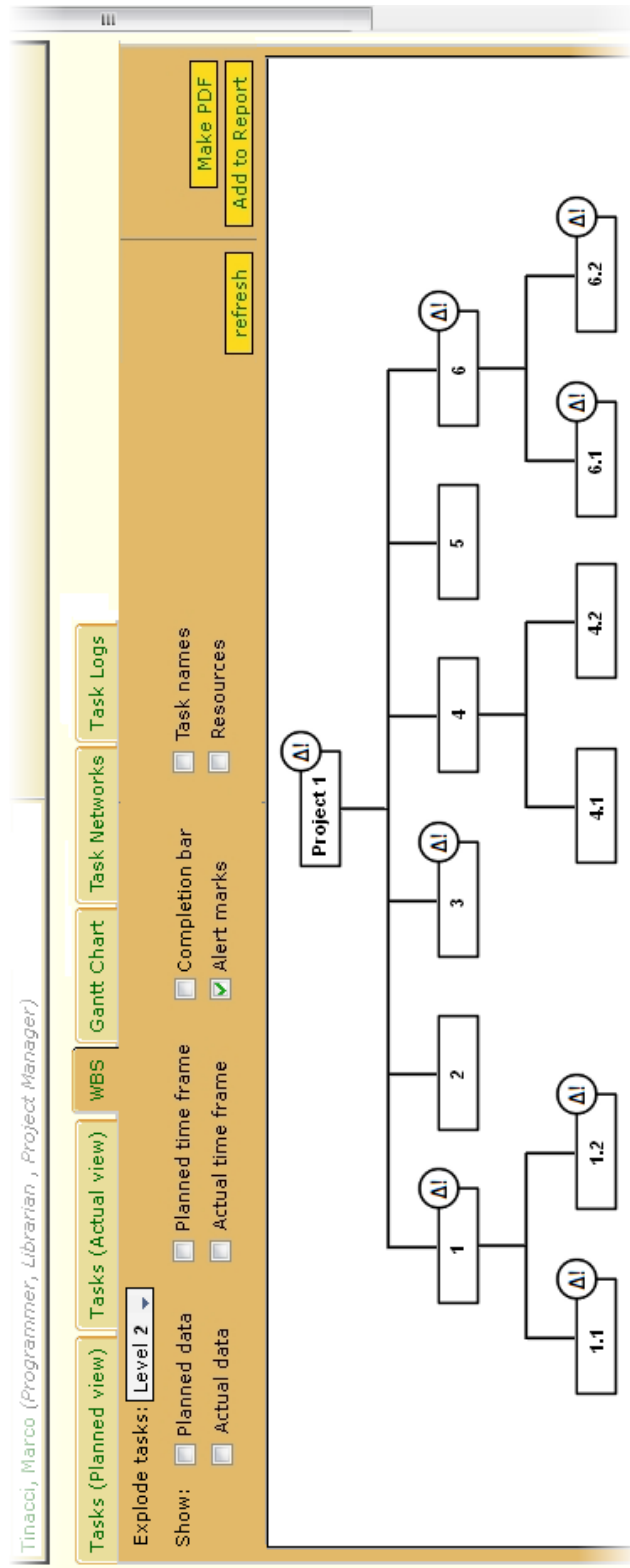 Tinacci, Marco (Programmer, Librarian , Project Manager)
Tasks (Planned view) Tasks (Actual view) WBS Gantt Chart Task Networks Task Logs
Explode tasks: Level 2
Show: Planned data Planned time frame Completion bar Task names
Actual data Actual time frame Alert marks Resources
Make PDF
refresh Add to Report
Project 1 Δ!
1 Δ! 2 3 Δ! 4 5 6 Δ!
1.1 Δ! 1.2 Δ! 4.1 4.2 6.1 Δ! 6.2 Δ!